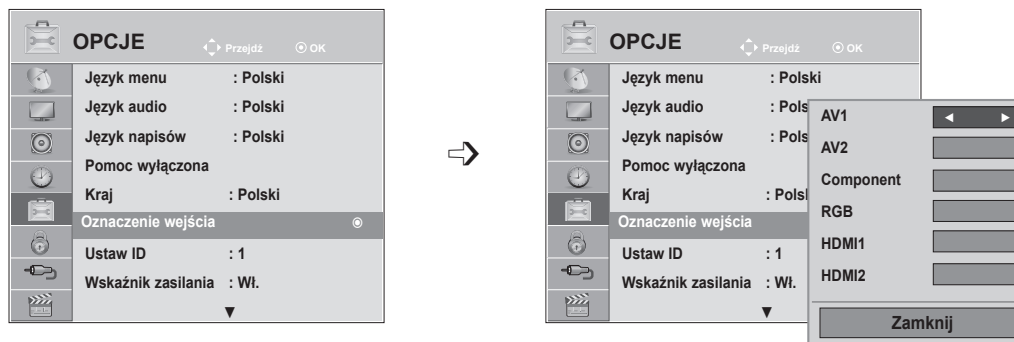 OPCJE Przejdź OK
Język menu : Polski
Język audio : Polski
Język napisów : Polski
Pomoc wyłączona
Kraj : Polski
Oznaczenie wejścia
Ustaw ID : 1
Wskaźnik zasilania : Wł.
OPCJE Przejdź OK
Język menu : Polski
Język audio : Pols
Język napisów : Pols
Pomoc wyłączona
Kraj : Polsl
Oznaczenie wejścia
Ustaw ID : 1
Wskaźnik zasilania : Wł.
AV1
AV2
Component
RGB
HDMI1
HDMI2
Zamknij